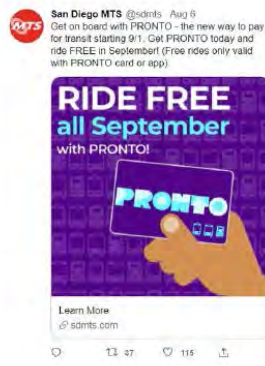 San Diego MTS @sdmts Aug 6
Get on board with PRONTO - the new way to pay
for transit starting 9/1. Get PRONTO today and
ride FREE in September! (Free rides only valid
with PRONTO card or app)
MTS
RIDE FREE
all September
with PRONTO!
PRONTO
Learn More
sdmts.com
37 115